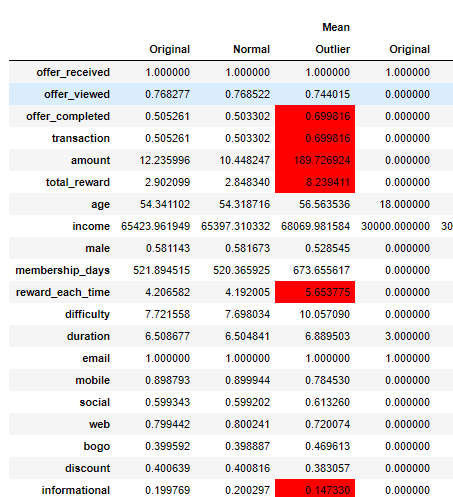 Mean
Original Normal Outlier Original
offer_received 1.000000 1.000000 1.000000 1.000000
offer_viewed 0.768277 0.768522 0.744015 0.000000
offer_completed 0.505261 0.503302 0.699816 0.000000
transaction 0.505261 0.503302 0.699816 0.000000
amount 12.235996 10.448247 189.726924 0.000000
total_reward 2.902099 2.848340 8.239411 0.000000
age 54.341102 54.318716 56.563536 18.000000
income 65423.961949 65397.310332 68069.981584 30000.000000 30
male 0.581143 0.581673 0.528545 0.000000
membership_days 521.894515 520.365925 673.655617 0.000000
reward_each_time 4.206582 4.192005 5.653775 0.000000
difficulty 7.721558 7.698034 10.057090 0.000000
duration 6.508677 6.504841 6.889503 3.000000
email 1.000000 1.000000 1.000000 1.000000
mobile 0.898793 0.899944 0.784530 0.000000
social 0.599343 0.599202 0.613260 0.000000
web 0.799442 0.800241 0.720074 0.000000
bogo 0.399592 0.398887 0.469613 0.000000
discount 0.400639 0.400816 0.383057 0.000000
informational 0.199769 0.200297 0.147330 0.000000